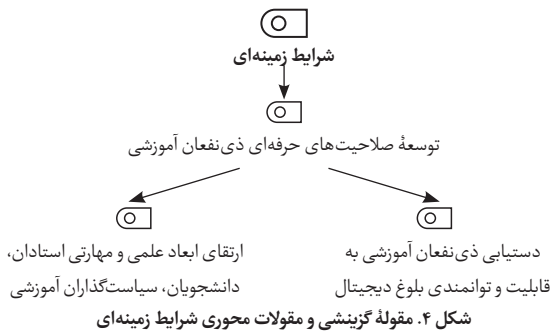 شرایط زمینه‌ای
توسعهٔ صلاحیت‌های حرفه‌ای ذی‌نفعان آموزشی
دستیابی ذی‌نفعان آموزشی به
قابلیت و توانمندی بلوغ دیجیتال
ارتقای ابعاد علمی و مهارتی استادان،
دانشجویان، سیاست‌گذاران آموزشی
شکل ۴. مقولهٔ گزینشی و مقولات محوری شرایط زمینه‌ای